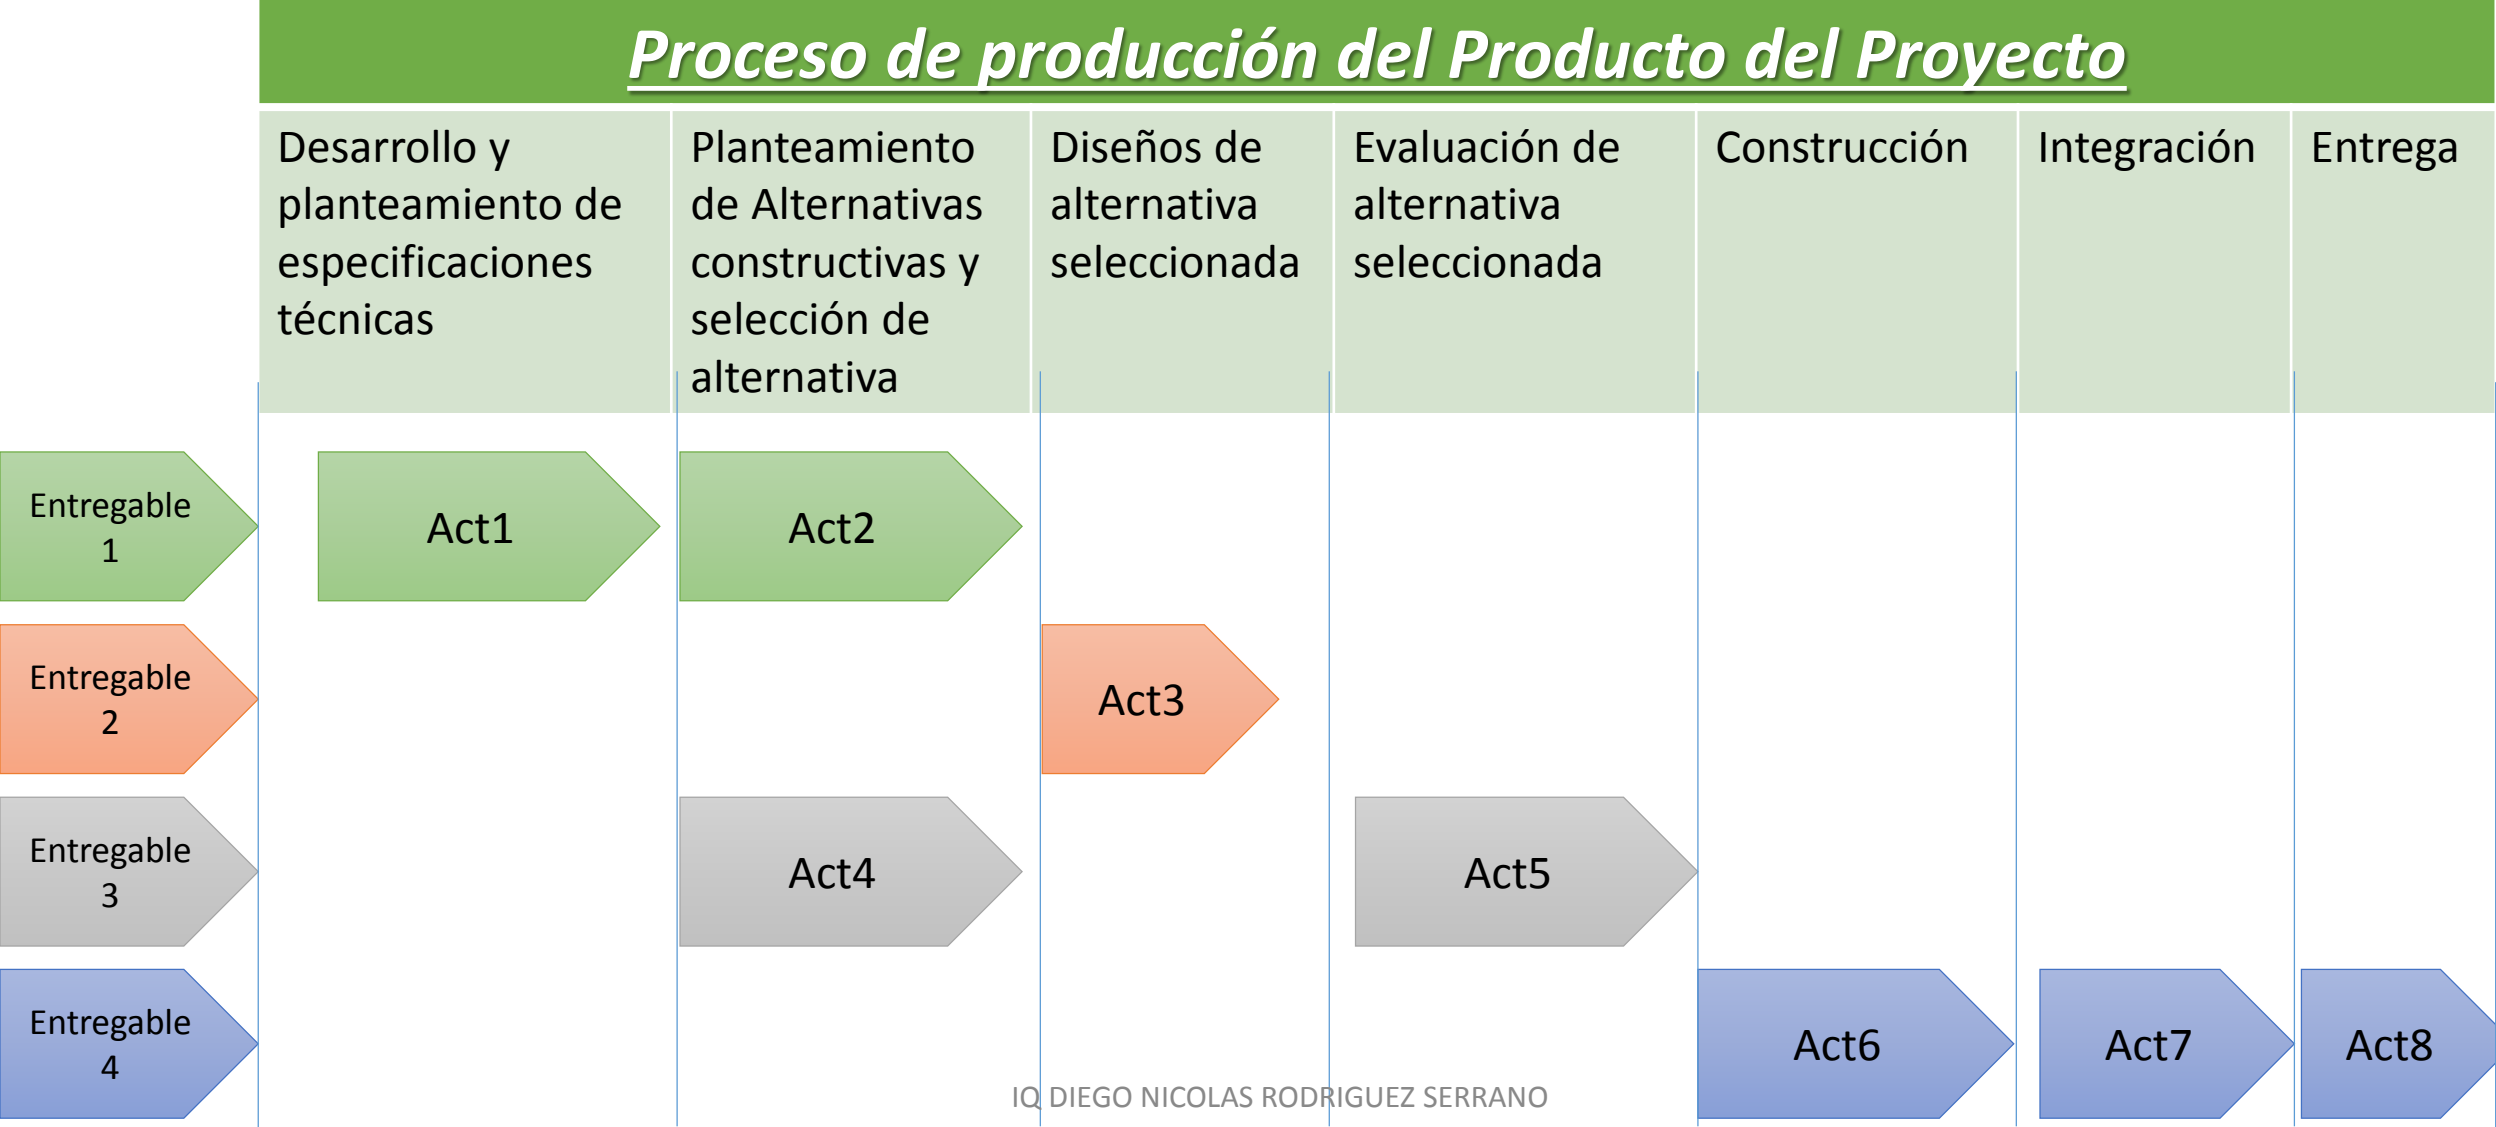 Proceso de producción del Producto del Proyecto
Desarrollo y
planteamiento de
especificaciones
técnicas
Planteamiento
de Alternativas
constructivas y
selección de
alternativa
Diseños de
alternativa
seleccionada
Evaluación de
alternativa
seleccionada
Construcción
Integración
Entrega
Entregable
1
Act1
Act2
Entregable
2
Act3
Entregable
3
Act4
Act5
Entregable
4
Act6
Act7
Act8
IQ DIEGO NICOLAS RODRIGUEZ SERRANO